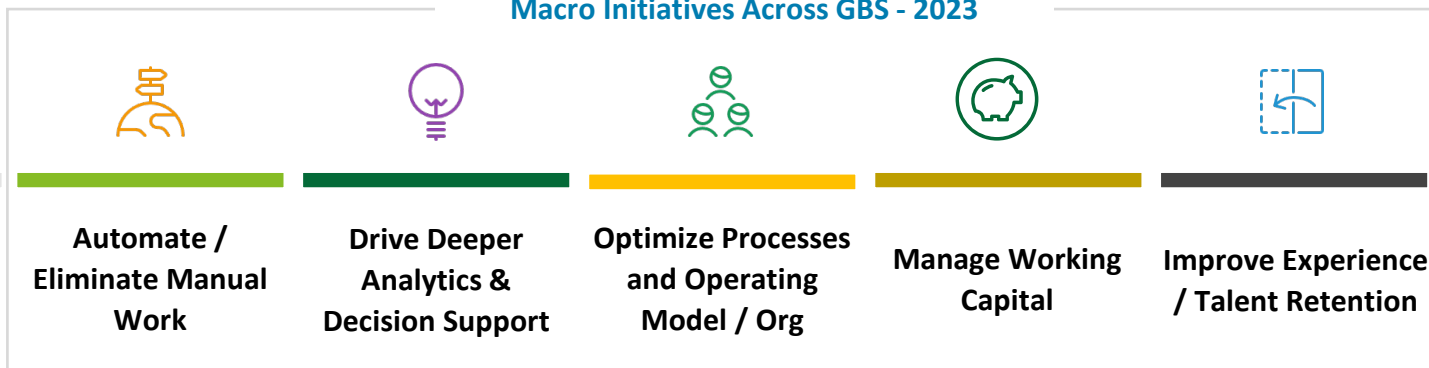 Macro Initiatives Across GBS - 2023
Automate /
Eliminate Manual
Work
Drive Deeper
Analytics &
Decision Support
Optimize Processes
and Operating
Model / Org
Manage Working
Capital
Improve Experience
/ Talent Retention